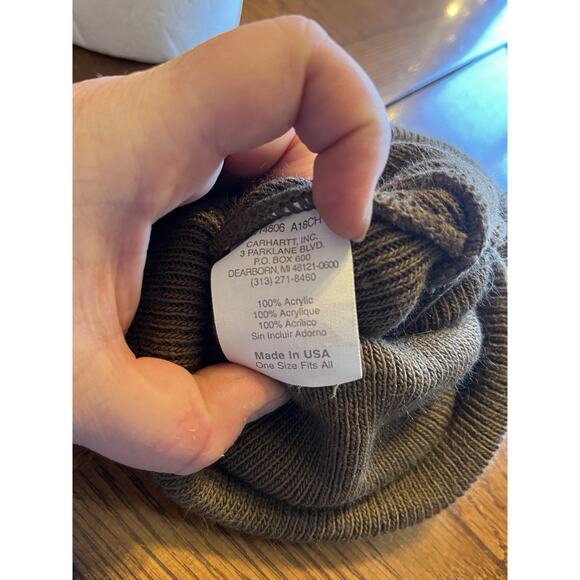 A18CH
CARHARTT, INC.
3 PARKLANE BLVD.
P.O. BOX 600
DEARBORN, MI 48121-0600
(313) 271-8460
100% Acrylic
100% Acrylique
100% Acrílico
Sin Incluir Adorno
Made In USA
One Size Fits All